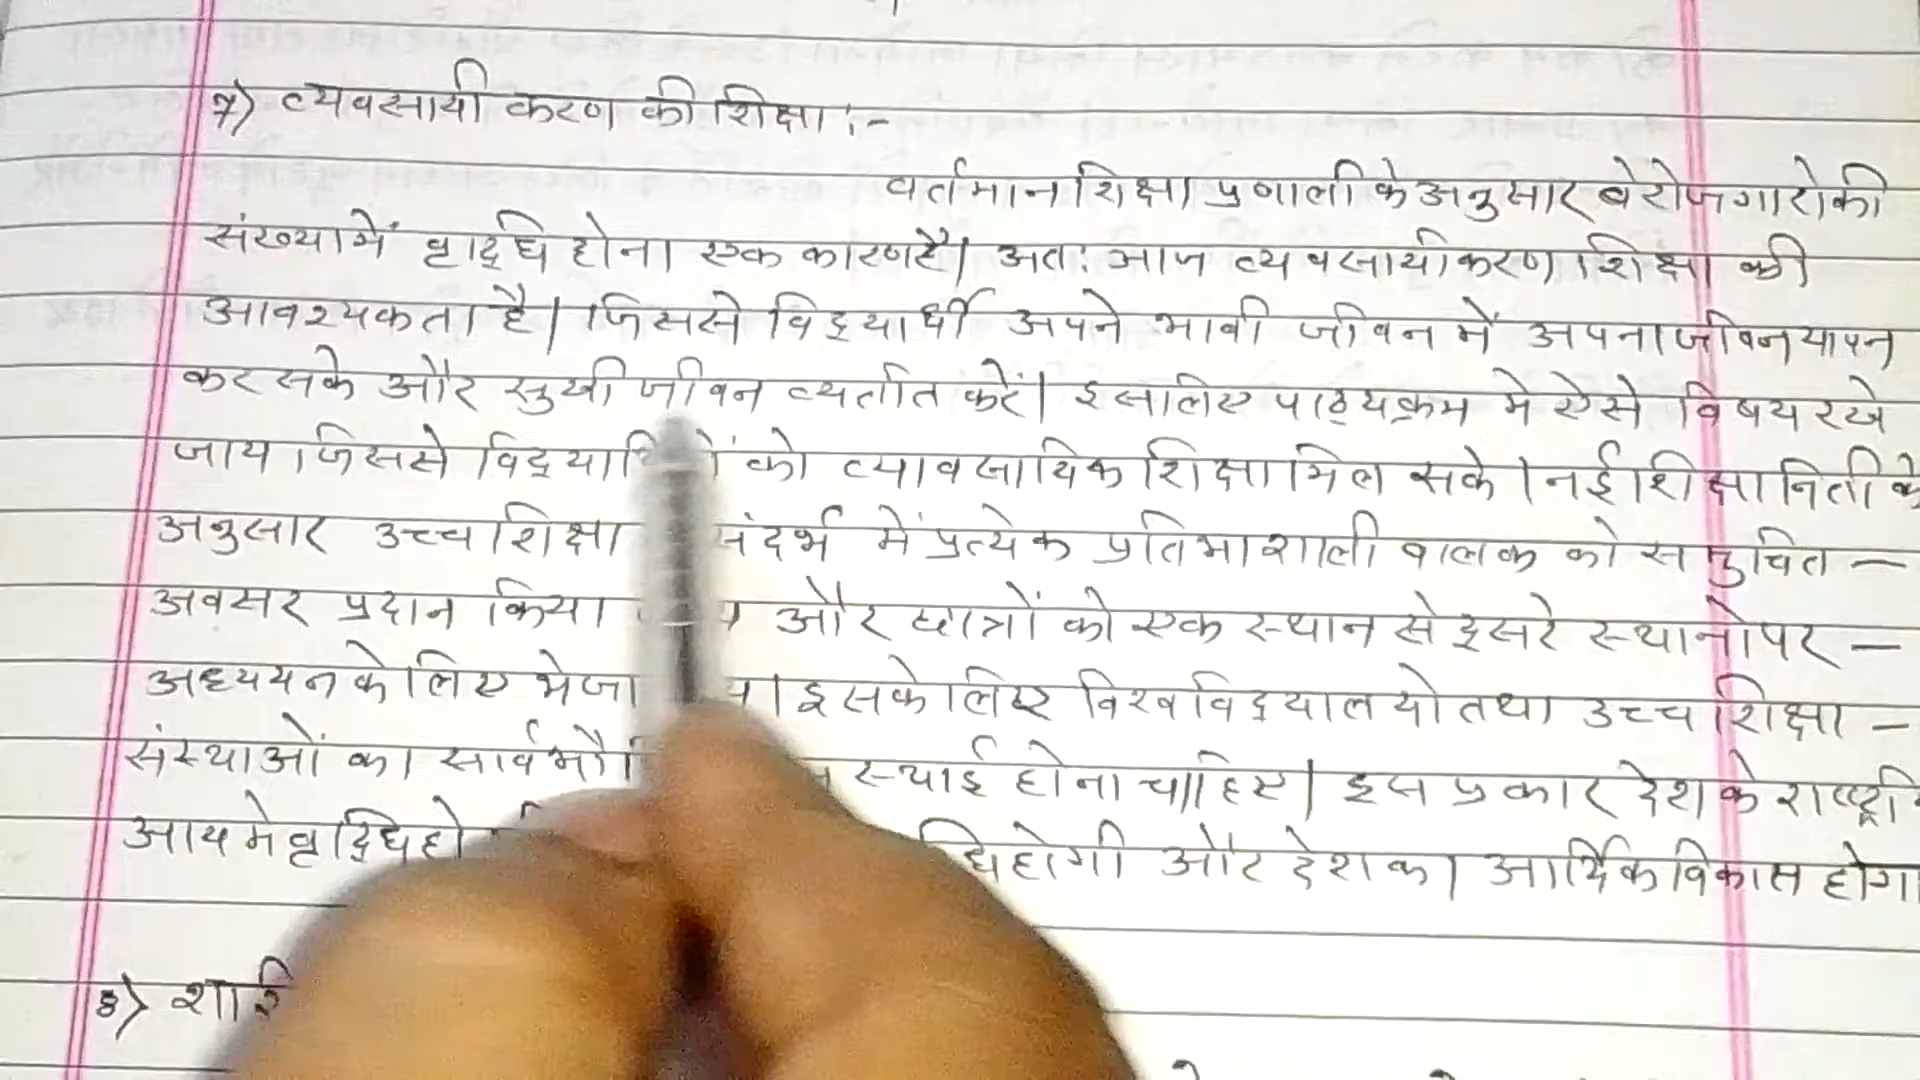 7) व्यवसायीकरण की शिक्षा :-
वर्तमान शिक्षा प्रणाली के अनुसार बेरोजगारो की
संख्या में वृद्धि होना एक कारण है। अतः आज व्यवसायीकरण शिक्षा की
आवश्यकता है। जिससे विद्यार्थी अपने भावी जीवन में अपना जीवन यापन
कर सके और सुखी जीवन व्यतीत करें। इसलिए पाठ्यक्रम मे ऐसे विषय रखे
जाय जिससे को व्यावसायिक शिक्षा मिल सके। नई शिक्षा निती के
अनुसार उच्च शिक्षा संदर्भ में प्रत्येक प्रतिभाशाली बालक को समुचित –
अवसर प्रदान किया और छात्रों को एक स्थान से दुसरे स्थानो पर –
अध्ययन के लिए भेजा इसके लिए विश्वविद्यालयो तथा उच्च शिक्षा –
संस्थाओं का स्थाई होना चाहिए। इस प्रकार देश के
आय मे वृद्धि होगी और देश का आर्थिक विकास होगा
8)